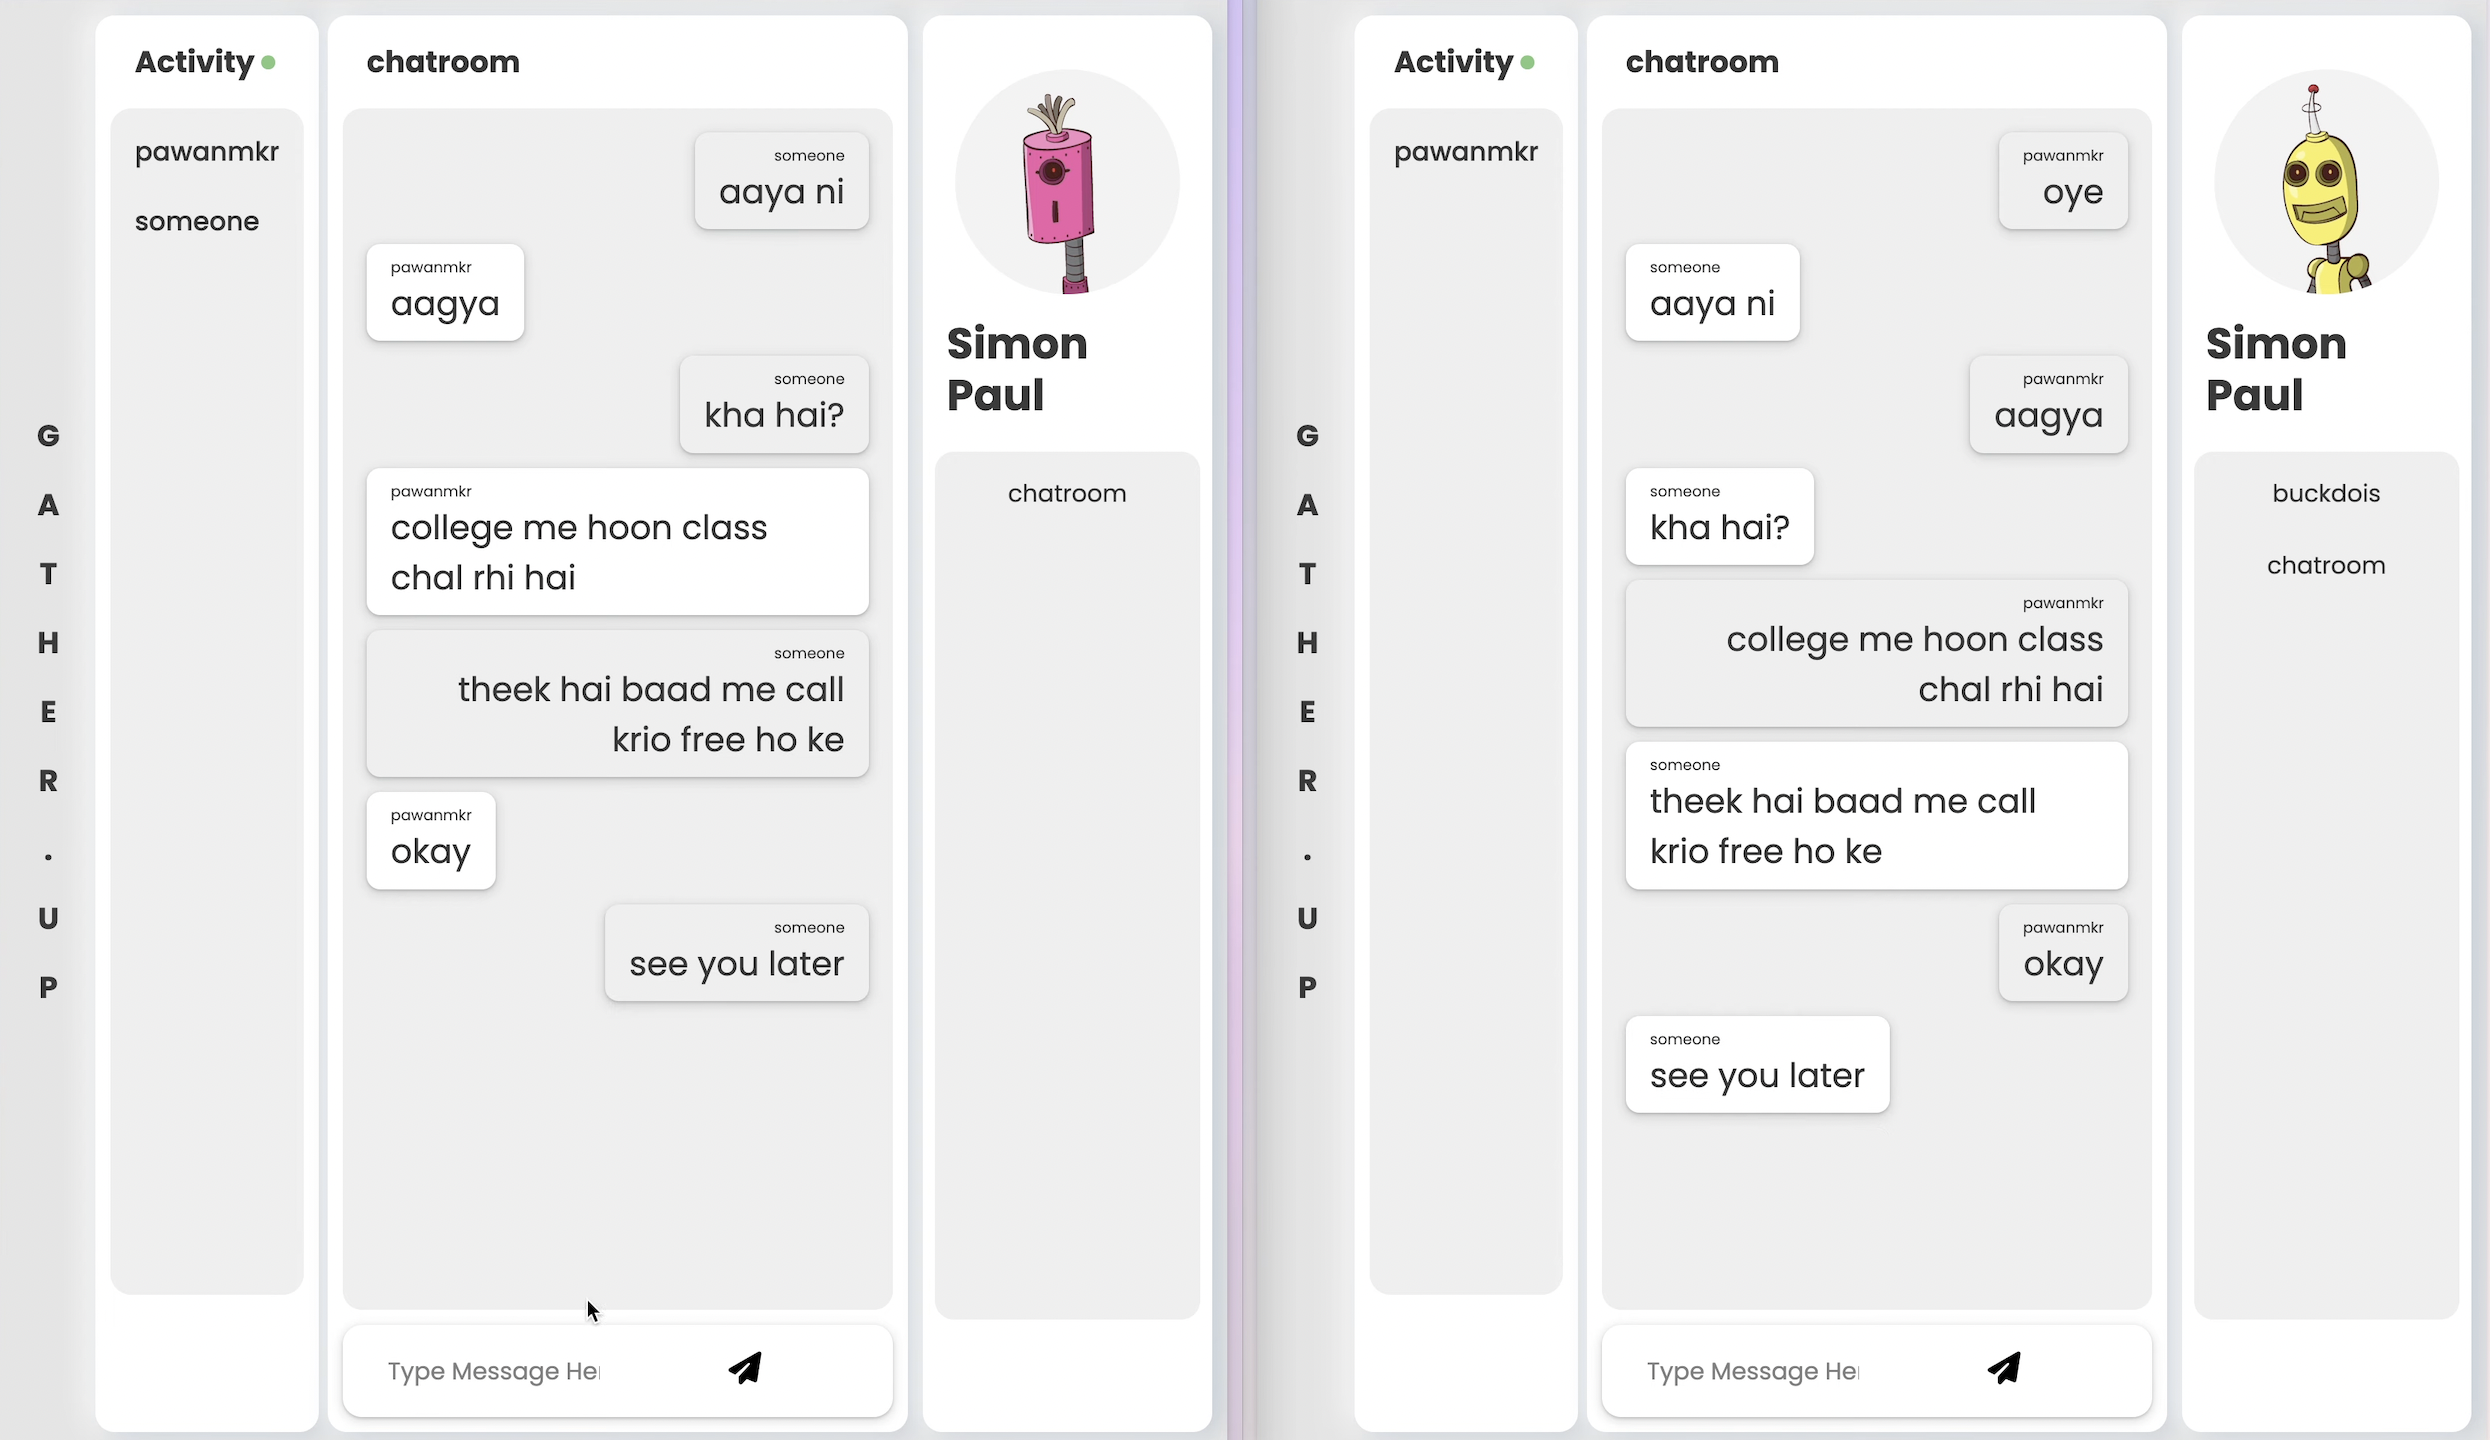 GATHER.UP
Activity
pawanmkr
someone
chatroom
someone
aaya ni
pawanmkr
aagya
someone
kha hai?
pawanmkr
college me hoon class
chal rhi hai
someone
theek hai baad me call
krio free ho ke
pawanmkr
okay
someone
see you later
Type Message He
Simon
Paul
chatroom
GATHER.UP
Activity
pawanmkr
chatroom
pawanmkr
oye
someone
aaya ni
pawanmkr
aagya
someone
kha hai?
pawanmkr
college me hoon class
chal rhi hai
someone
theek hai baad me call
krio free ho ke
pawanmkr
okay
someone
see you later
Type Message He
Simon
Paul
buckdois
chatroom